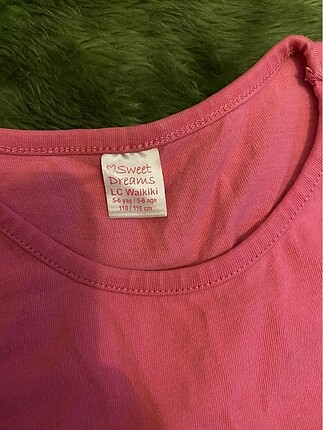 ♡Sweet
Dreams
LC Waikiki
5-6 yaş / 5-6 age
110 / 116 cm